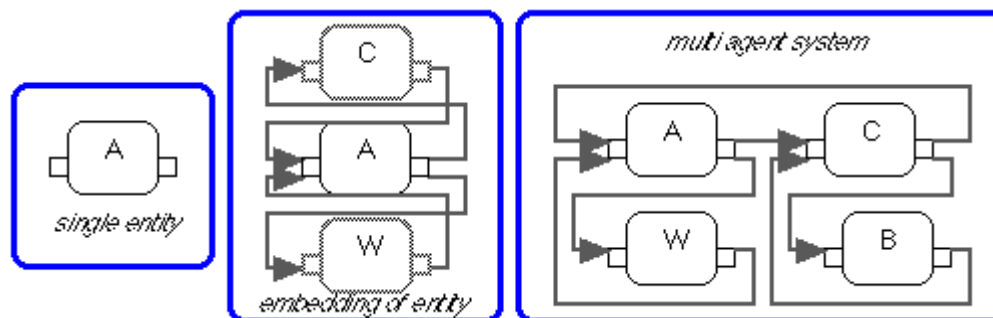 A
single entity
C
A
W
embedding of entity
multi agent system
A
C
W
B